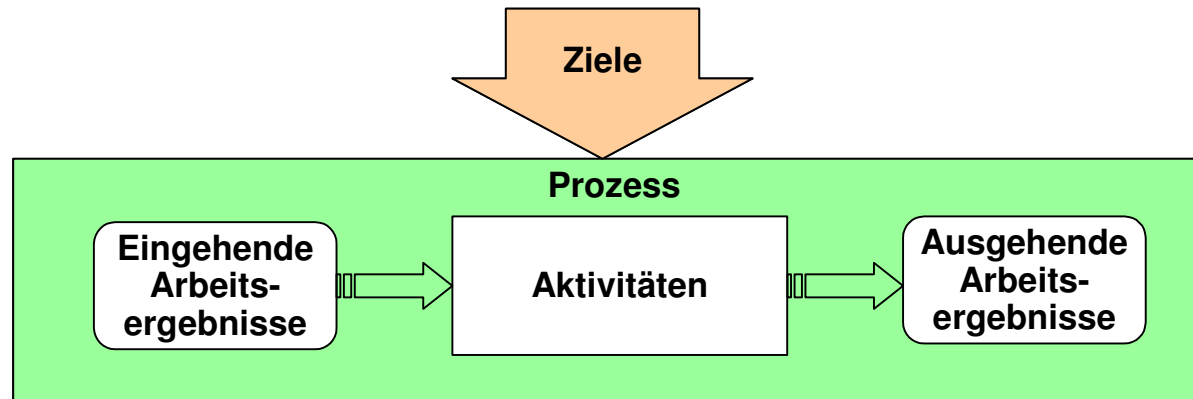 Ziele
Prozess
Eingehende
Arbeits-
ergebnisse
Aktivitäten
Ausgehende
Arbeits-
ergebnisse